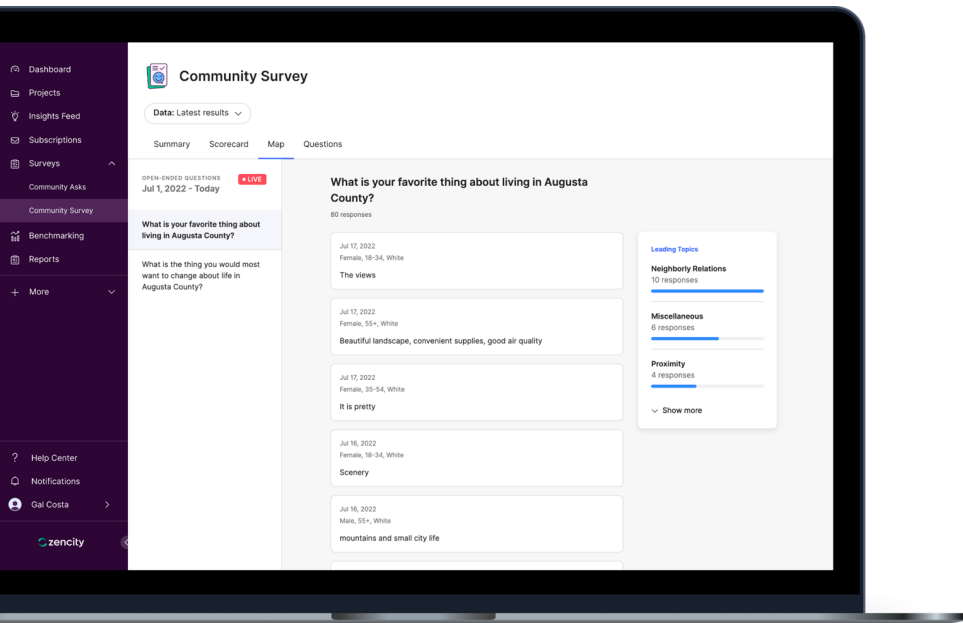 Dashboard
Projects
Insights Feed
Subscriptions
Surveys
Community Asks
Community Survey
Benchmarking
Reports
More
Help Center
Notifications
Gal Costa
zencity
Community Survey
Data: Latest results
Summary Scorecard Map Questions
OPEN-ENDED QUESTIONS
LIVE
Jul 1, 2022 - Today
What is your favorite thing about
living in Augusta County?
What is the thing you would most
want to change about life in
Augusta County?
What is your favorite thing about living in Augusta
County?
80 responses
Jul 17, 2022
Female, 18-34, White
The views
Jul 17, 2022
Female, 55+, White
Beautiful landscape, convenient supplies, good air quality
Jul 17, 2022
Female, 35-54, White
It is pretty
Jul 16, 2022
Female, 18-34, White
Scenery
Jul 16, 2022
Male, 55+, White
mountains and small city life
Leading Topics
Neighborly Relations
10 responses
Miscellaneous
6 responses
Proximity
4 responses
Show more